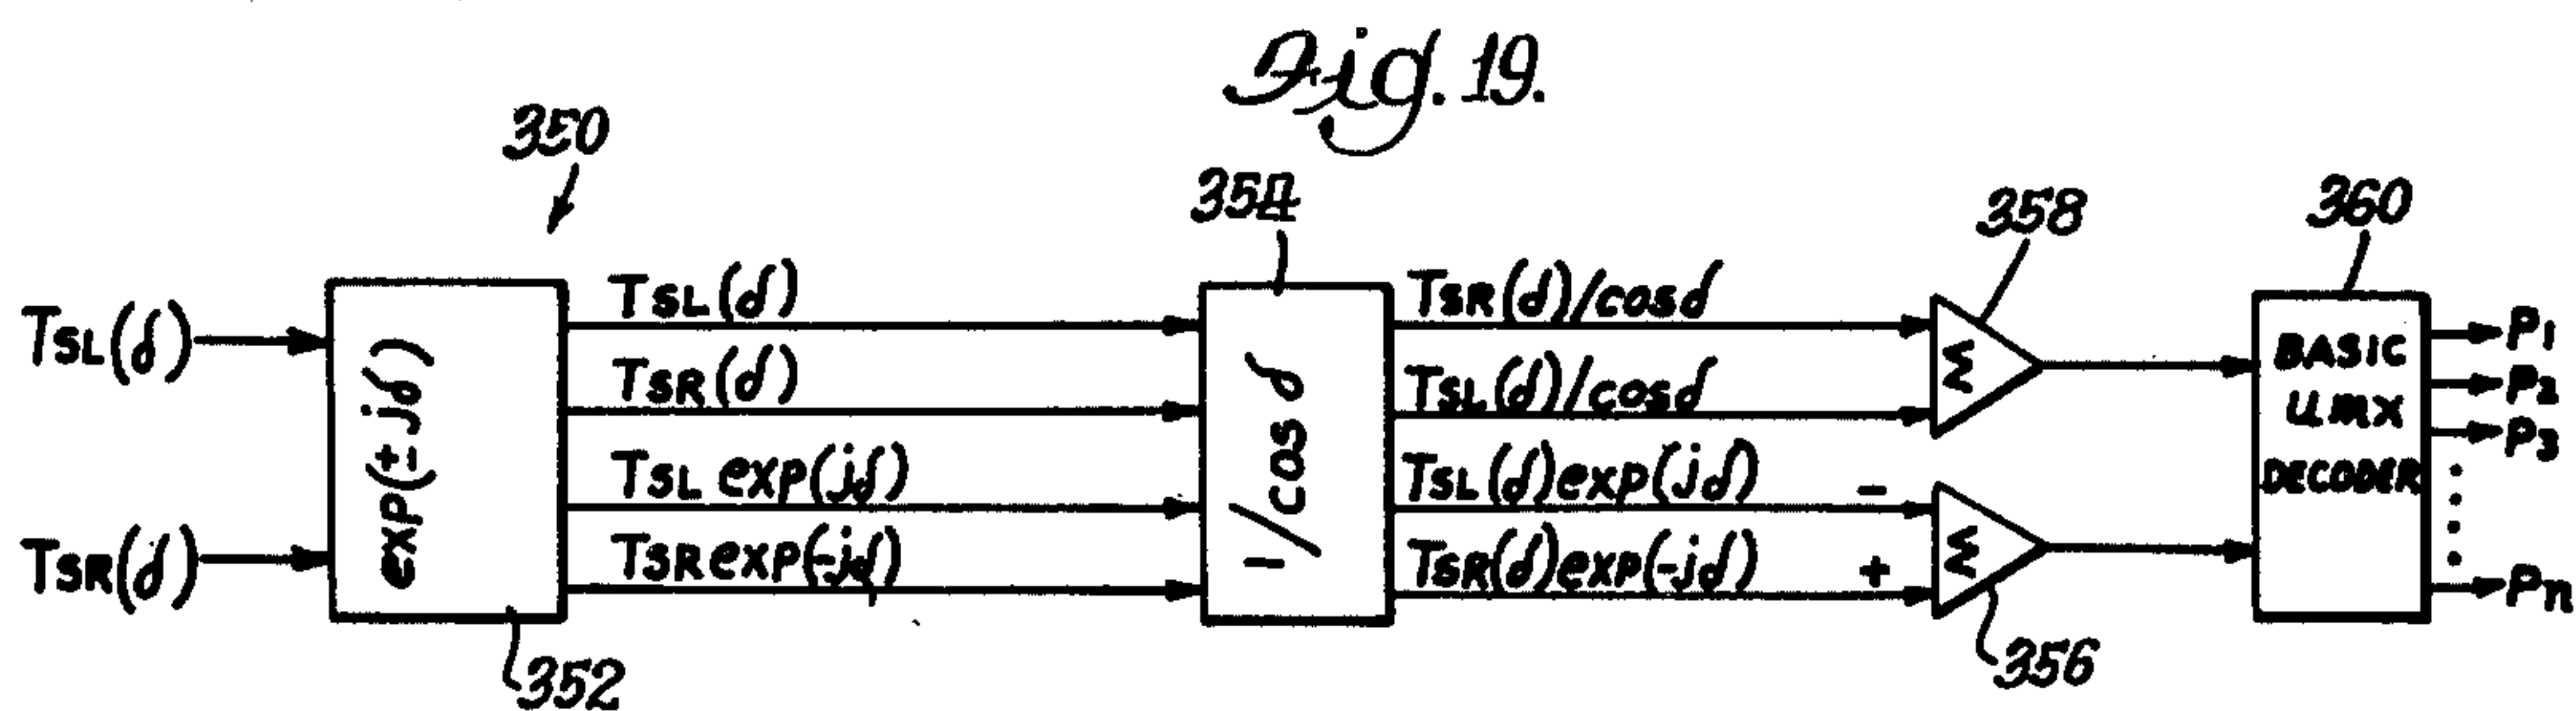 Fig. 19.
350
354
358
360
TSL(δ)
TSR(δ)
exp(±jδ)
352
TSL(δ)
TSR(δ)
TSL exp(jδ)
TSR exp(-jδ)
1/cos δ
TSR(δ)/cosδ
TSL(δ)/cosδ
TSL(δ)exp(jδ)
TSR(δ)exp(-jδ)
-
+
Σ
Σ
356
BASIC
UMX
DECODER
P1
P2
P3
Pn